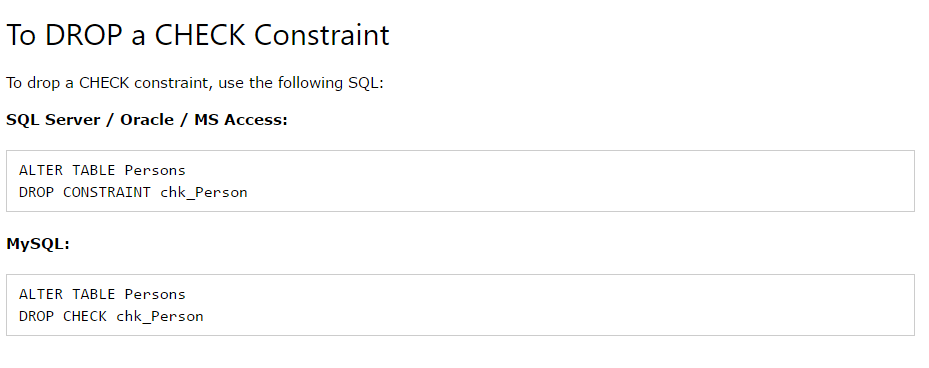 To DROP a CHECK Constraint
To drop a CHECK constraint, use the following SQL:
SQL Server / Oracle / MS Access:
ALTER TABLE Persons
DROP CONSTRAINT chk_Person
MySQL:
ALTER TABLE Persons
DROP CHECK chk_Person